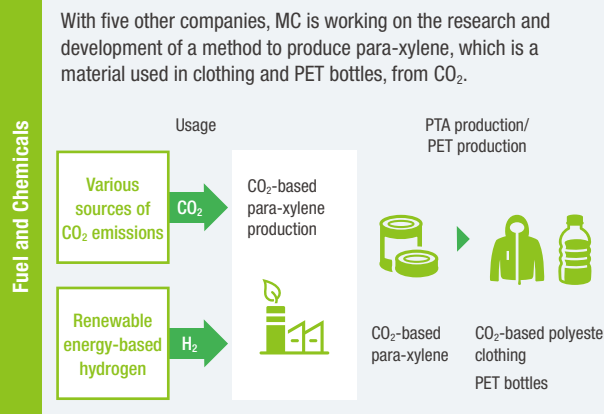 With five other companies, MC is working on the research and
development of a method to produce para-xylene, which is a
material used in clothing and PET bottles, from CO₂.
Fuel and Chemicals
Usage
PTA production/
PET production
Various
sources of
CO₂ emissions
CO₂
CO₂-based
para-xylene
production
Renewable
energy-based
hydrogen
H₂
CO₂-based
para-xylene
CO₂-based polyeste
clothing
PET bottles